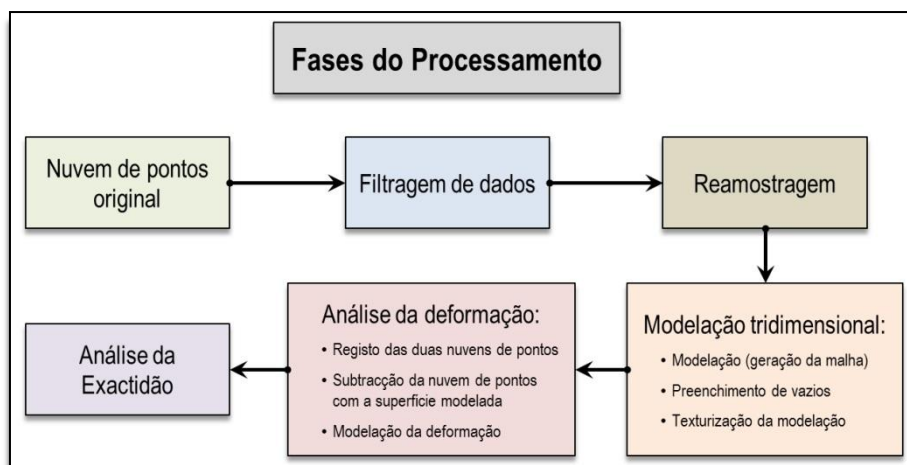 Fases do Processamento
Nuvem de pontos
original
Filtragem de dados
Reamostragem
Modelação tridimensional:
• Modelação (geração da malha)
• Preenchimento de vazios
• Texturização da modelação
Análise da deformação:
• Registo das duas nuvens de pontos
• Subtracção da nuvem de pontos
com a superfície modelada
• Modelação da deformação
Análise da
Exactidão